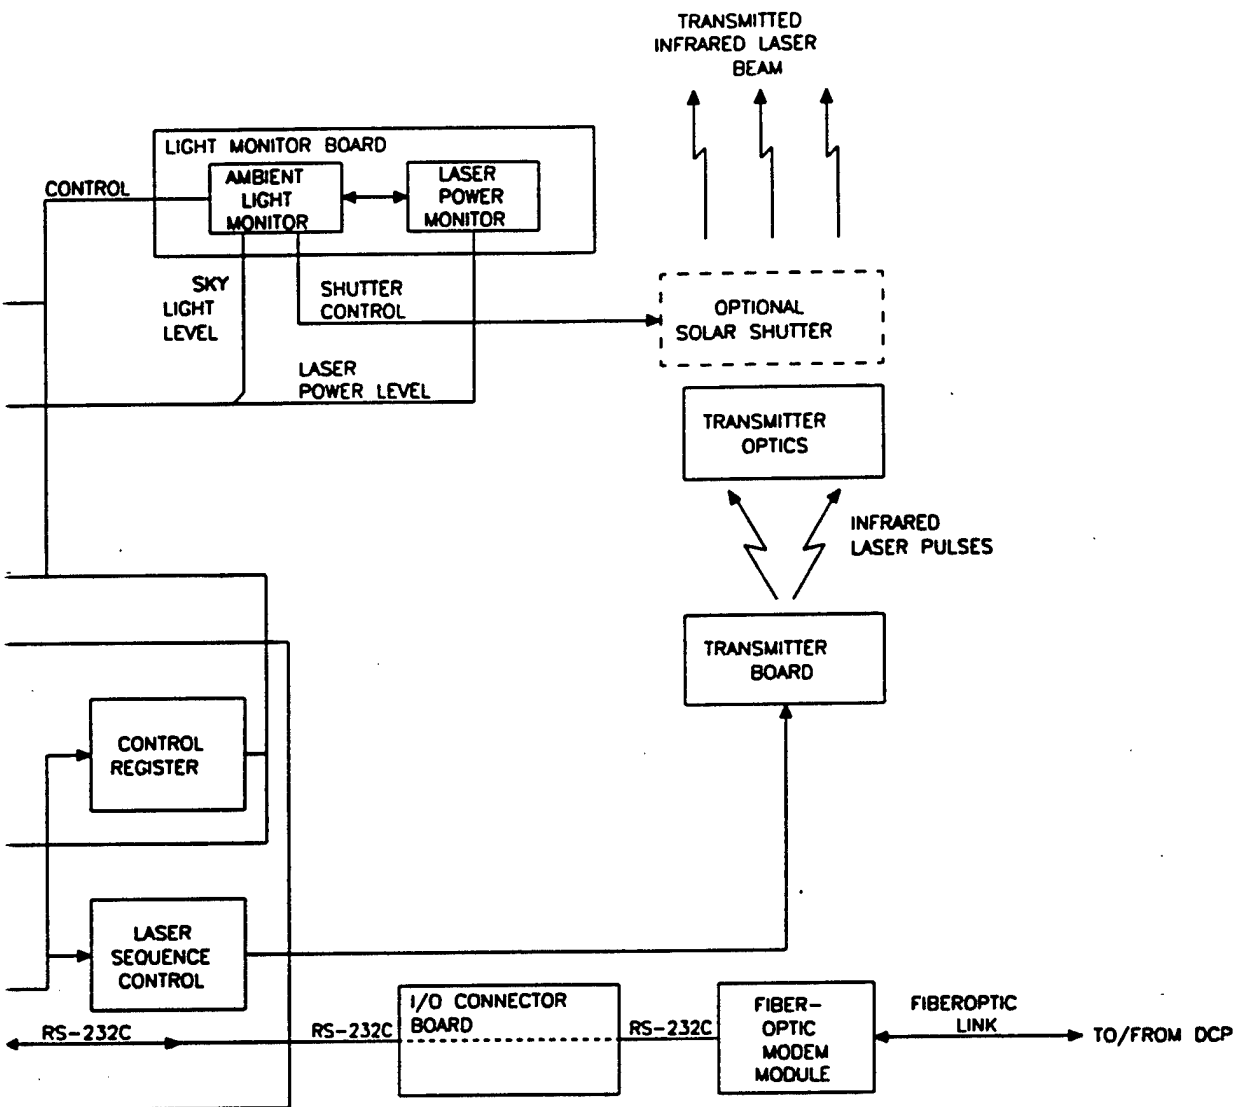 TRANSMITTED
INFRARED LASER
BEAM
LIGHT MONITOR BOARD
AMBIENT
LIGHT
MONITOR
LASER
POWER
MONITOR
CONTROL
SKY
LIGHT
LEVEL
SHUTTER
CONTROL
OPTIONAL
SOLAR SHUTTER
LASER
POWER LEVEL
TRANSMITTER
OPTICS
INFRARED
LASER PULSES
TRANSMITTER
BOARD
CONTROL
REGISTER
LASER
SEQUENCE
CONTROL
RS-232C
RS-232C
I/O CONNECTOR
BOARD
RS-232C
FIBER-
OPTIC
MODEM
MODULE
FIBEROPTIC
LINK
TO/FROM DCP